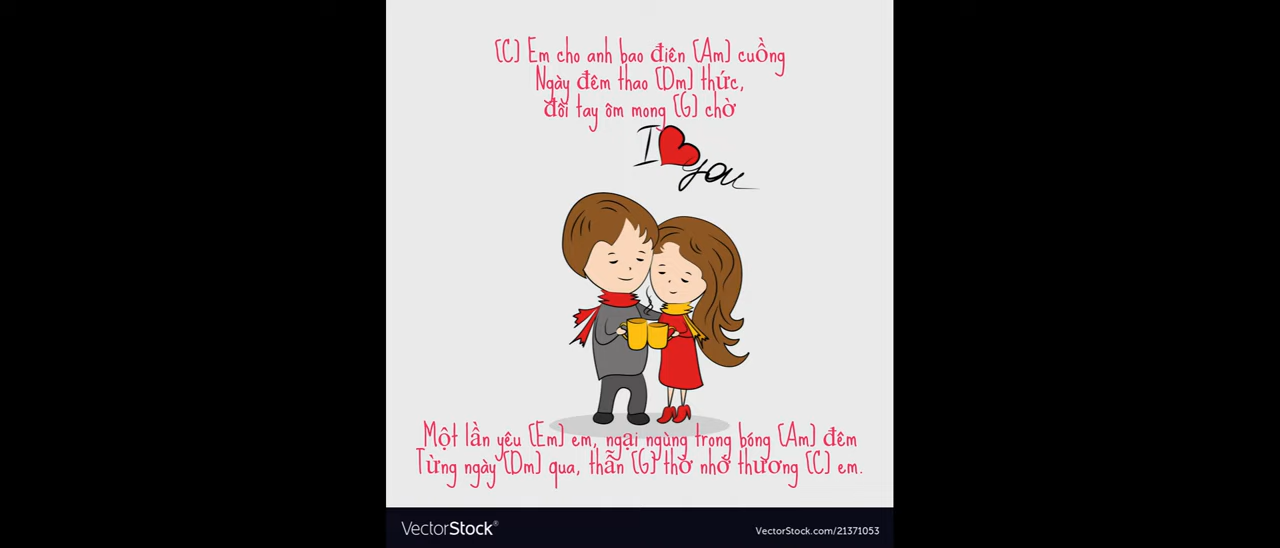 [C] Em cho anh bao điên [Am] cuồng
Ngày đêm thao [Dm] thức,
đôi tay ôm mong [G] chờ
I you
Một lần yêu [Em] em, ngại ngùng trong bóng [Am] đêm
Từng ngày [Dm] qua, thẫn [G] thờ nhớ thương [C] em.
VectorStock®
VectorStock.com/21371053